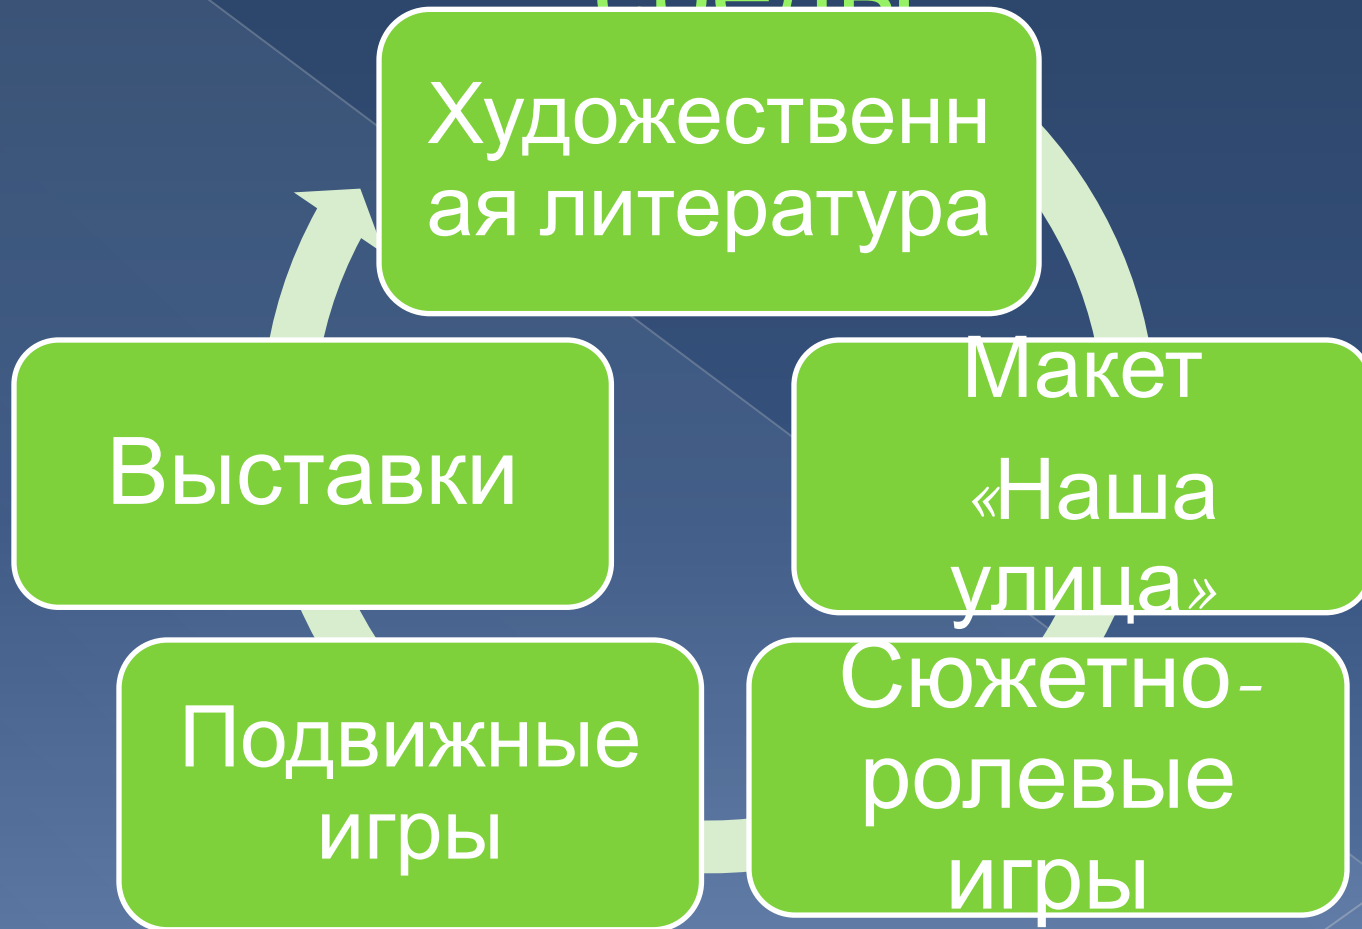 Художественн
ая литература
Макет
«Наша
улица»
Сюжетно-
ролевые
игры
Подвижные
игры
Выставки